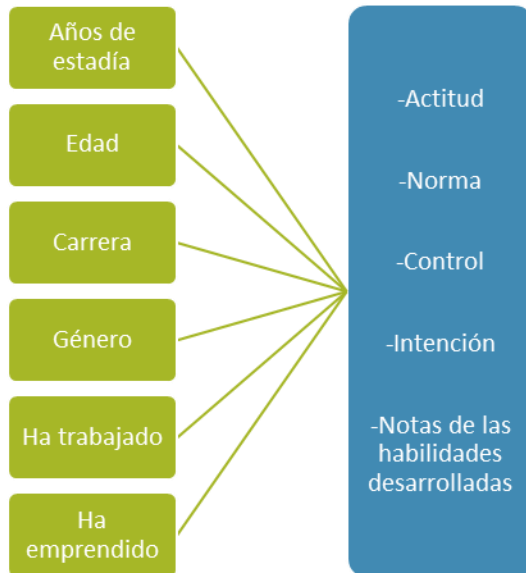 Años de
estadía
Edad
Carrera
Género
Ha trabajado
Ha
emprendido
-Actitud
-Norma
-Control
-Intención
-Notas de las
habilidades
desarrolladas